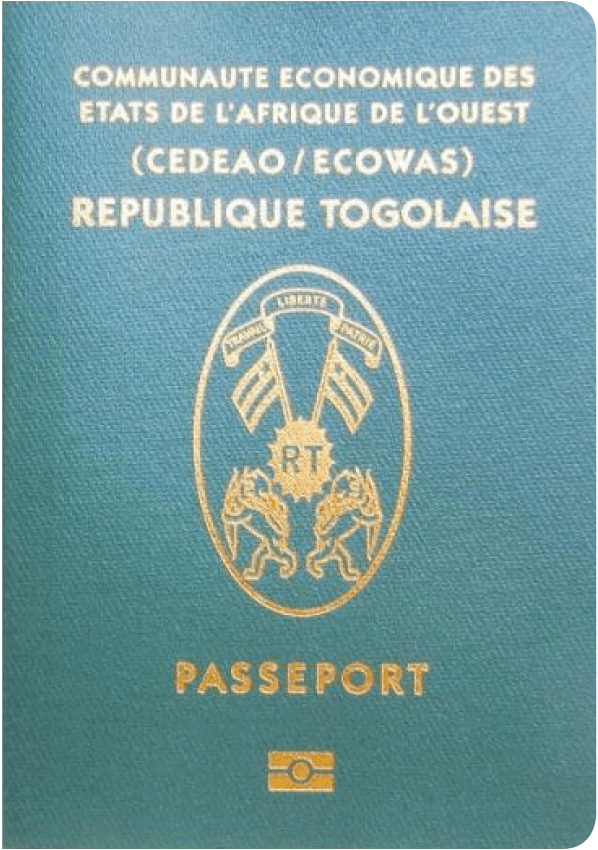 COMMUNAUTE ECONOMIQUE DES
ETATS DE L'AFRIQUE DE L'OUEST
(CEDEAO / ECOWAS)
REPUBLIQUE TOGOLAISE
LIBERTE
TRAVAIL PATRIE
RT
PASSEPORT